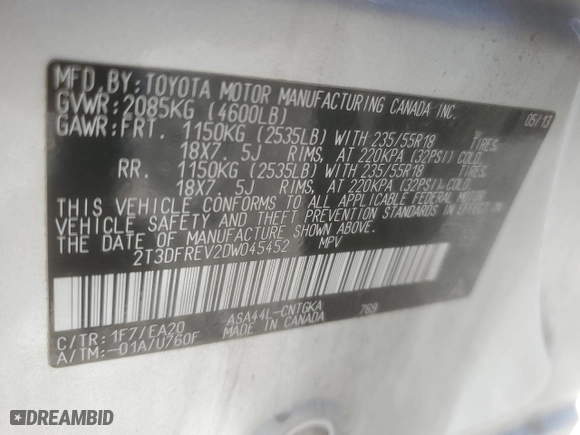 MFD.BY:TOYOTA MOTOR MANUFACTURING CANADA INC.
GVWR:2085KG (4600LB) 05/13
GAWR:FRT. 1150KG (2535LB) WITH 235/55R18 TIRES,
18X7. 5J RIMS, AT 220KPA (32PSI) COLD.
RR. 1150KG (2535LB) WITH 235/55R18 TIRES,
18X7. 5J RIMS, AT 220KPA (32PSI) COLD.
THIS VEHICLE CONFORMS TO ALL APPLICABLE FEDERAL MOTOR
VEHICLE SAFETY AND THEFT PREVENTION STANDARDS IN EFFECT ON
THE DATE OF MANUFACTURE SHOWN ABOVE.
2T3DFREV2DW045452 MPV
C/TR:1F7/EA20 ASA44L-CNTGKA 769
A/TM:-01A/U760F MADE IN CANADA
DREAMBID